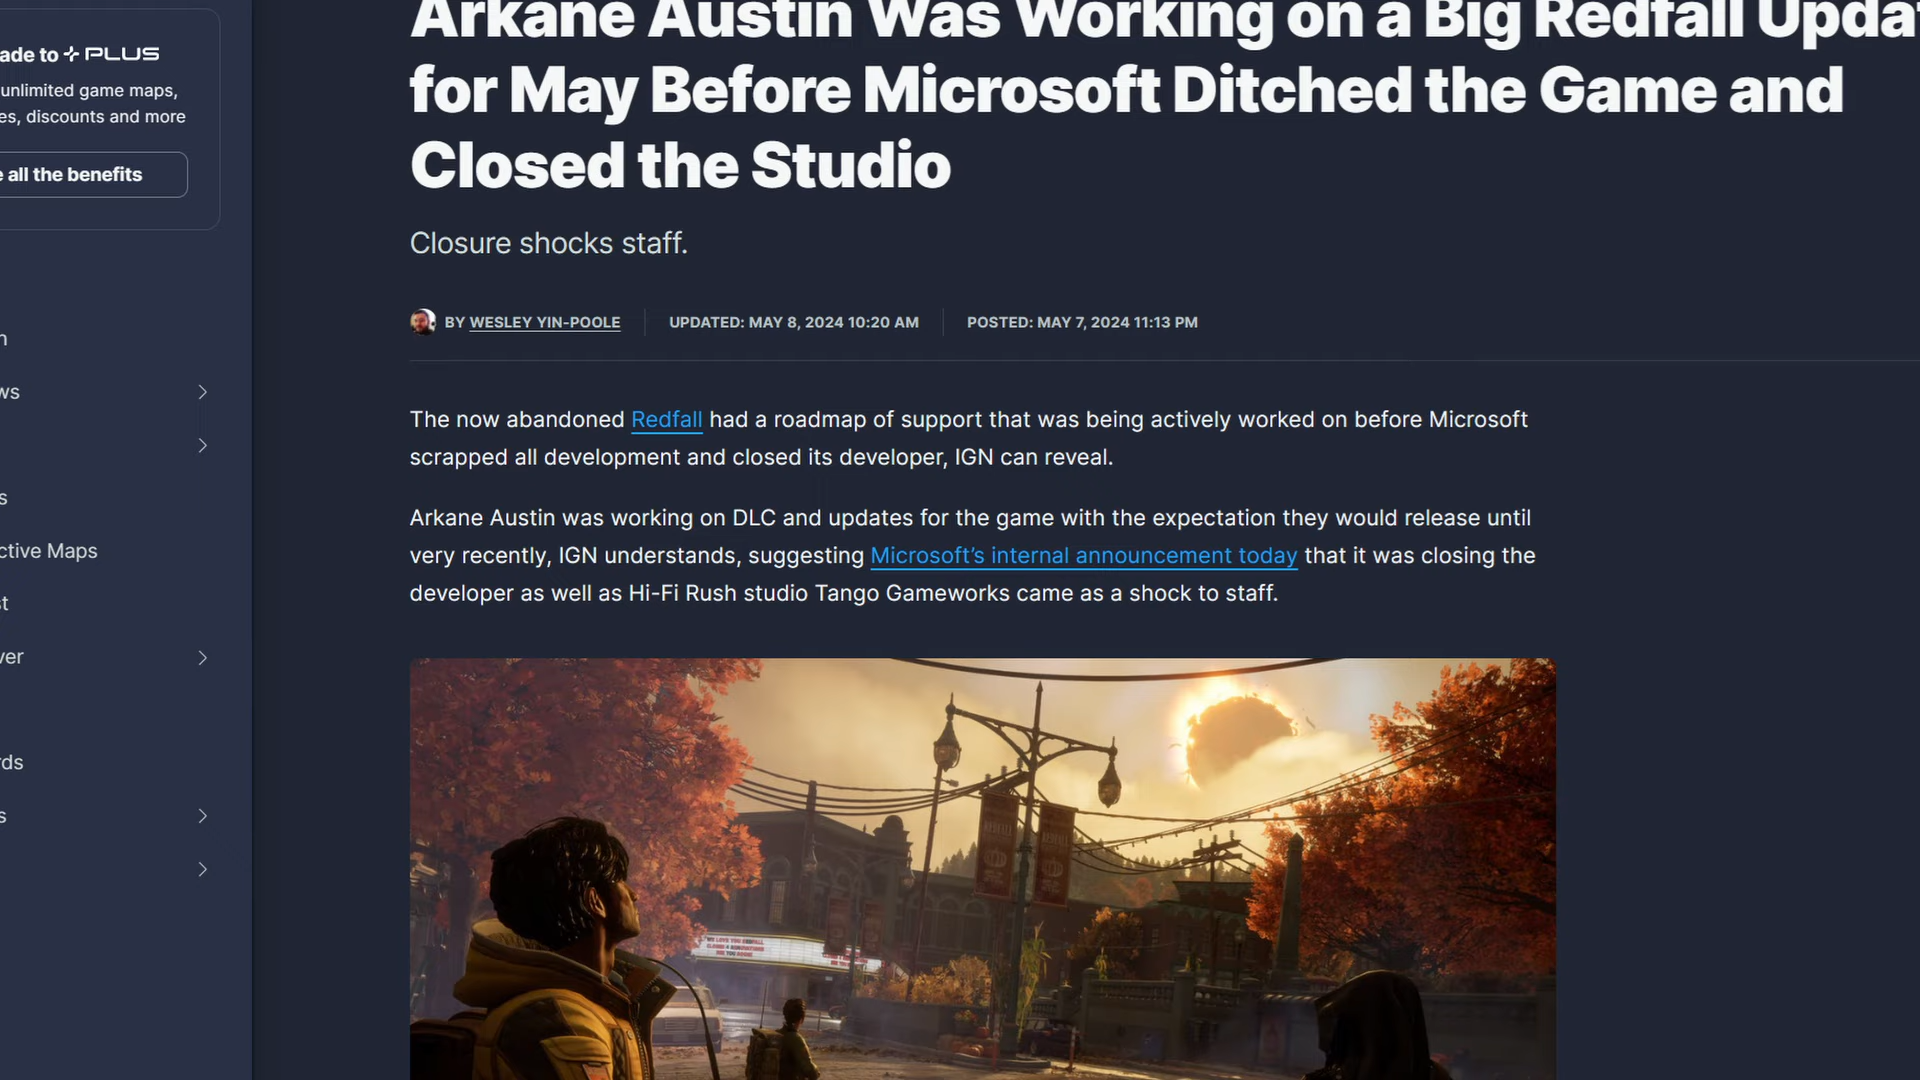 Arkane Austin Was Working on a Big Redfall Updat
for May Before Microsoft Ditched the Game and
Closed the Studio
Closure shocks staff.
BY WESLEY YIN-POOLE
UPDATED: MAY 8, 2024 10:20 AM
POSTED: MAY 7, 2024 11:13 PM
The now abandoned Redfall had a roadmap of support that was being actively worked on before Microsoft
scrapped all development and closed its developer, IGN can reveal.
Arkane Austin was working on DLC and updates for the game with the expectation they would release until
very recently, IGN understands, suggesting Microsoft’s internal announcement today that it was closing the
developer as well as Hi-Fi Rush studio Tango Gameworks came as a shock to staff.
ade to PLUS
unlimited game maps,
es, discounts and more
e all the benefits
n
ws
s
ctive Maps
st
ver
rds
s